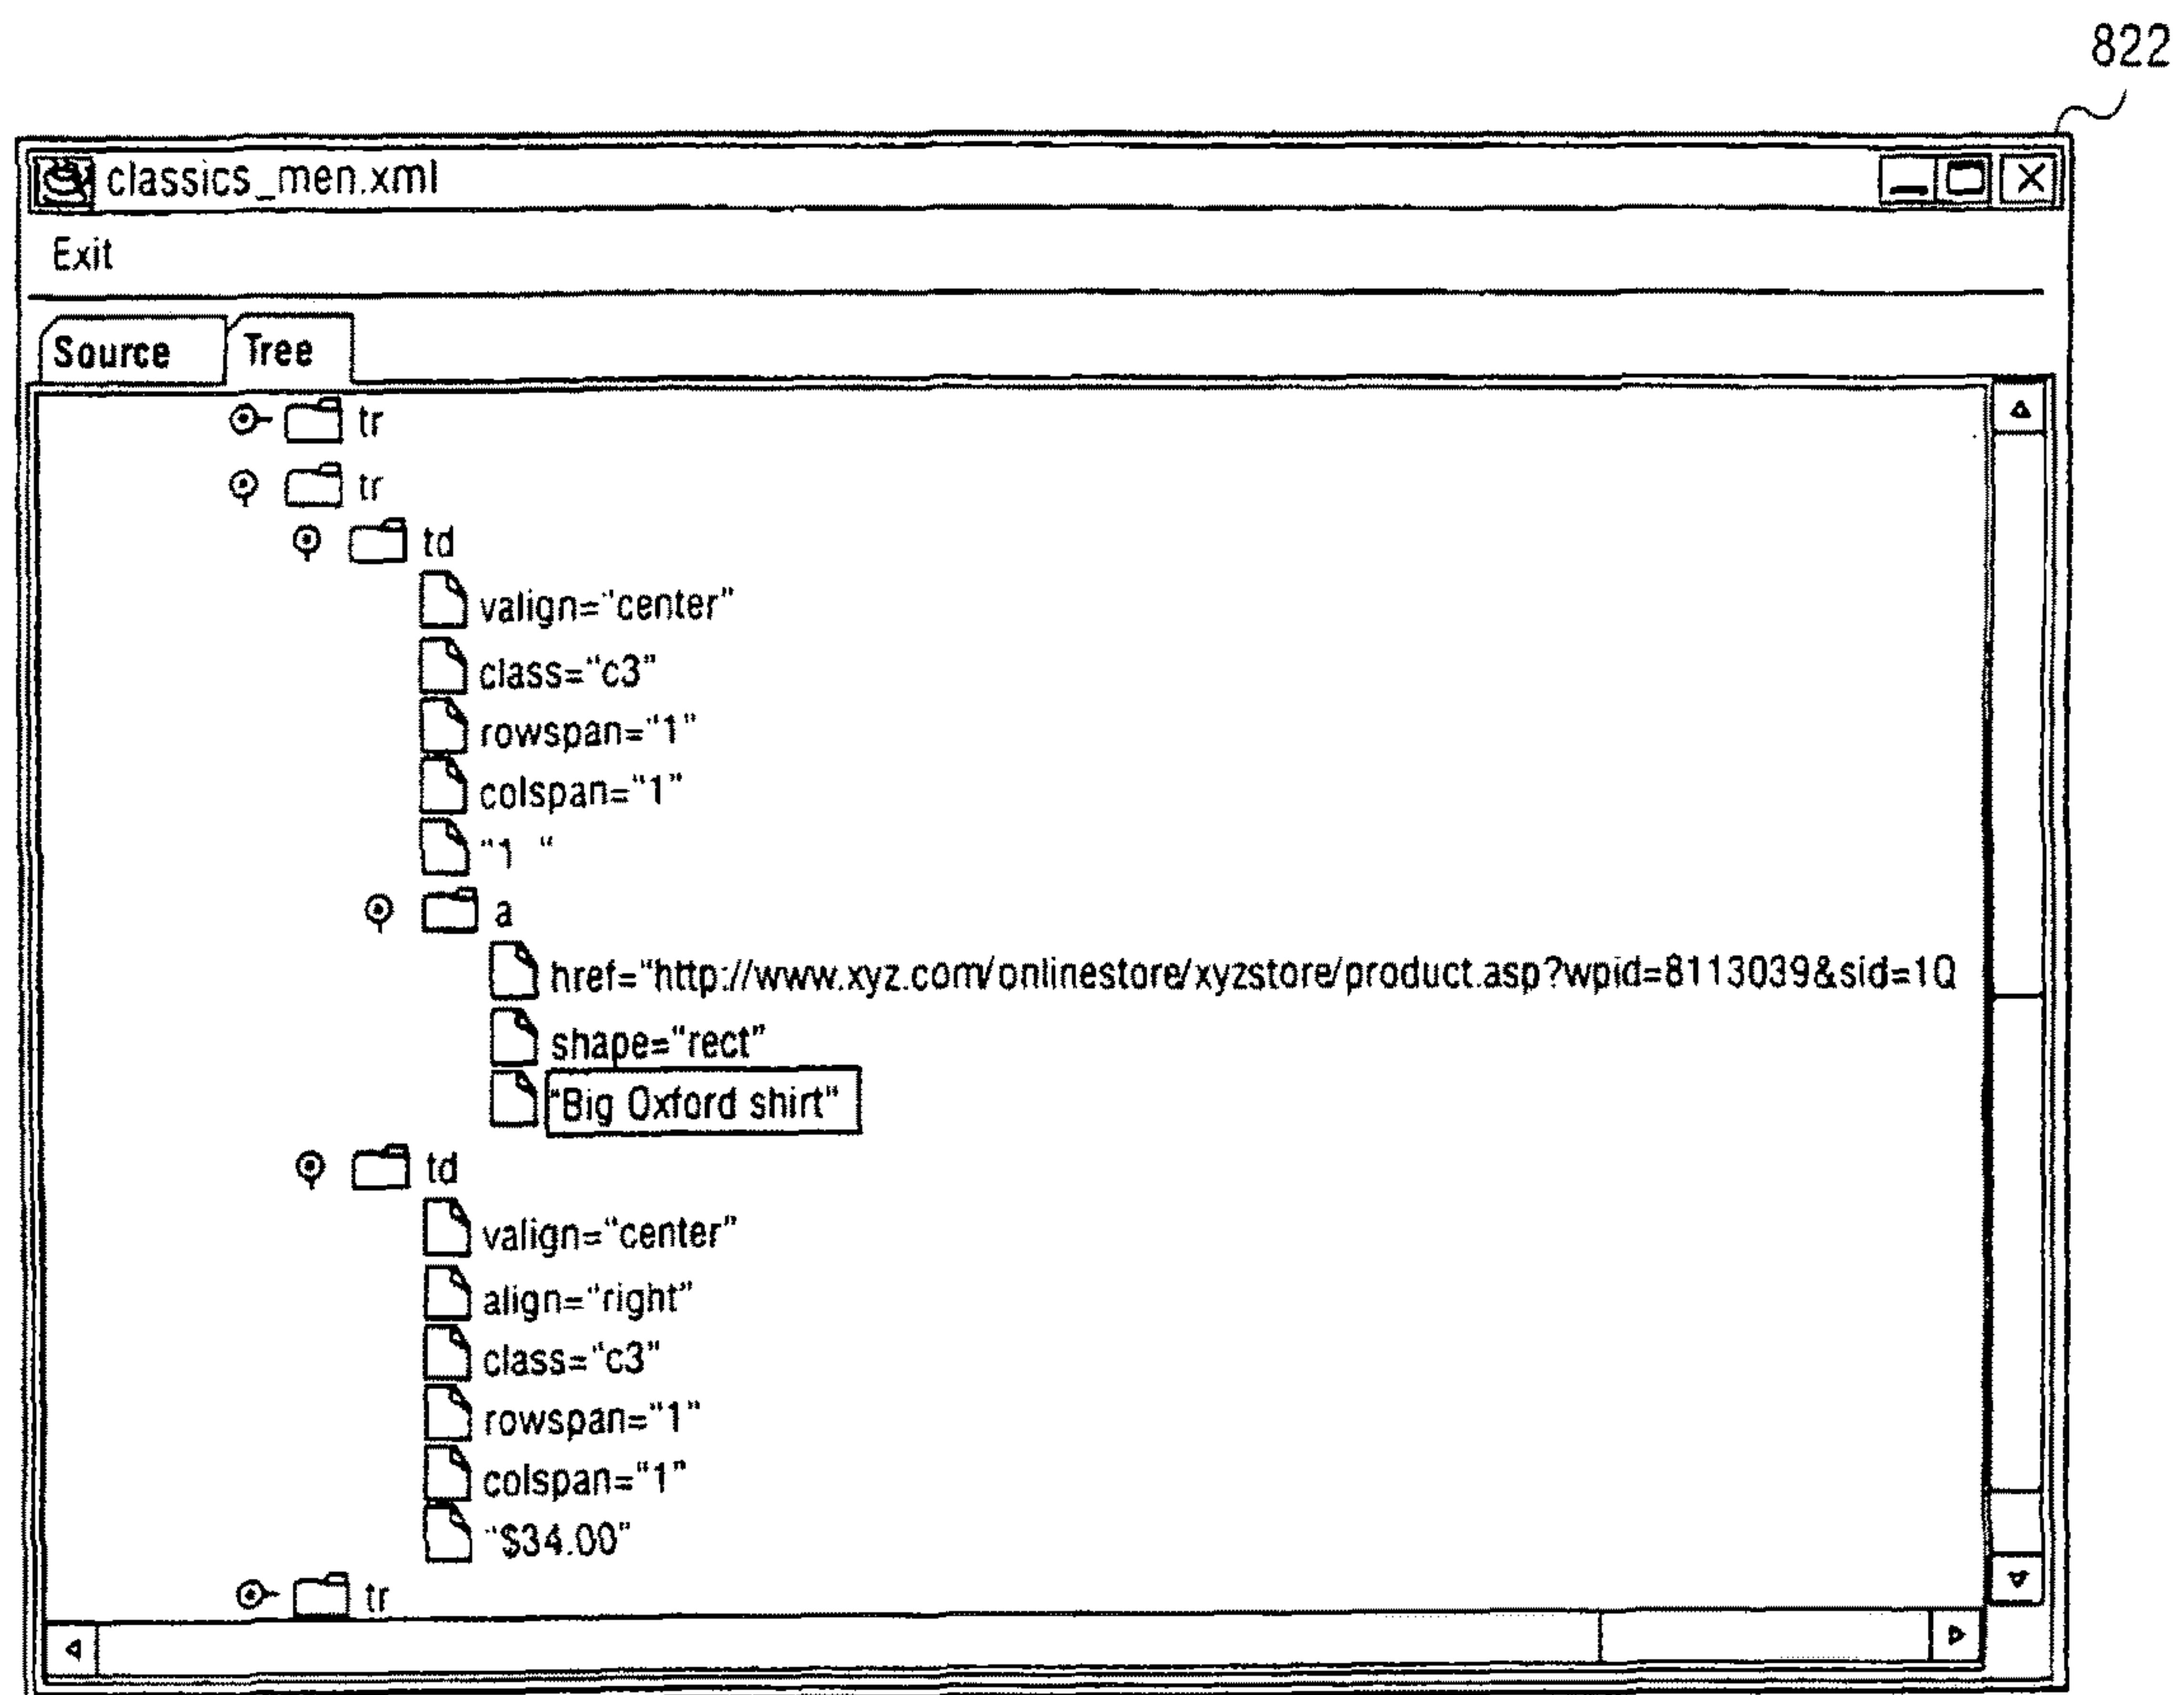 822
classics_men.xml
Exit
Source Tree
tr
tr
td
valign="center"
class="c3"
rowspan="1"
colspan="1"
"1 "
a
href="http://www.xyz.com/onlinestore/xyzstore/product.asp?wpid=8113039&sid=1Q
shape="rect"
"Big Oxford shirt"
td
valign="center"
align="right"
class="c3"
rowspan="1"
colspan="1"
"$34.00"
tr